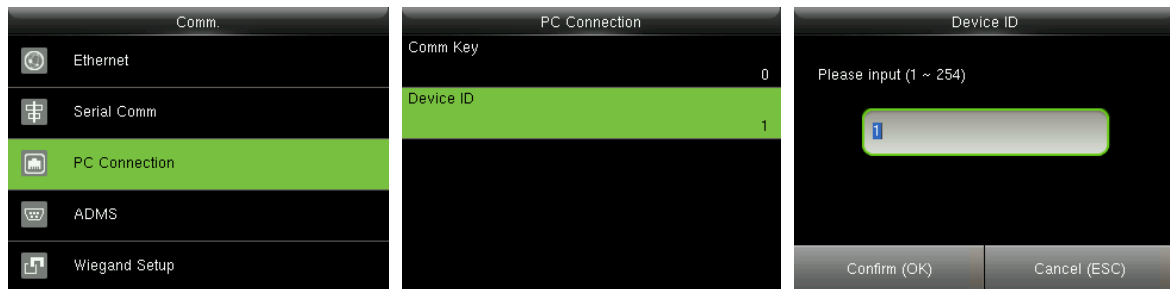 Comm.
Ethernet
Serial Comm
PC Connection
ADMS
Wiegand Setup
PC Connection
Comm Key
0
Device ID
1
Device ID
Please input (1 ~ 254)
1
Confirm (OK)
Cancel (ESC)